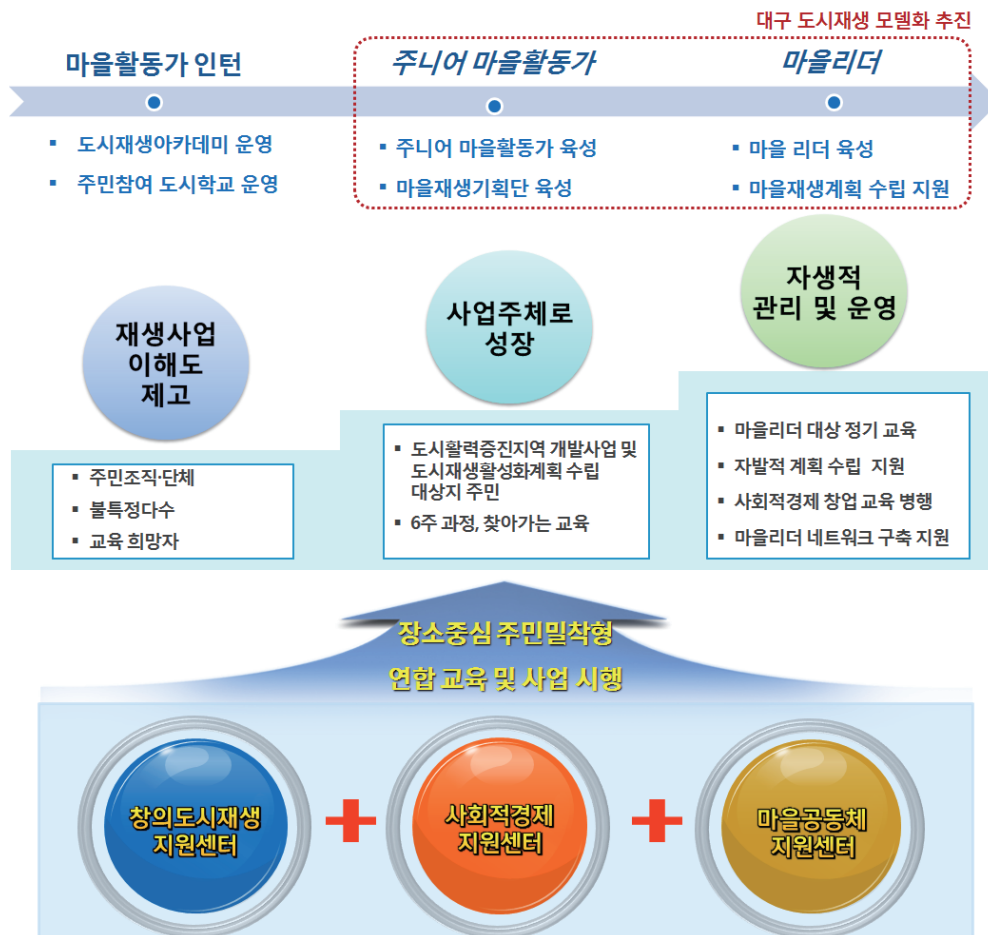 대구 도시재생 모델화 추진
마을활동가 인턴
주니어 마을활동가
마을리더
▪ 도시재생아카데미 운영
▪ 주민참여 도시학교 운영
▪ 주니어 마을활동가 육성
▪ 마을재생기획단 육성
▪ 마을 리더 육성
▪ 마을재생계획 수립 지원
재생사업
이해도
제고
사업주체로
성장
자생적
관리 및 운영
▪ 주민조직·단체
▪ 불특정다수
▪ 교육 희망자
▪ 도시활력증진지역 개발사업 및
도시재생활성화계획 수립
대상지 주민
▪ 6주 과정, 찾아가는 교육
▪ 마을리더 대상 정기 교육
▪ 자발적 계획 수립 지원
▪ 사회적경제 창업 교육 병행
▪ 마을리더 네트워크 구축 지원
장소중심 주민밀착형
연합 교육 및 사업 시행
창의도시재생
지원센터
+
사회적경제
지원센터
+
마을공동체
지원센터